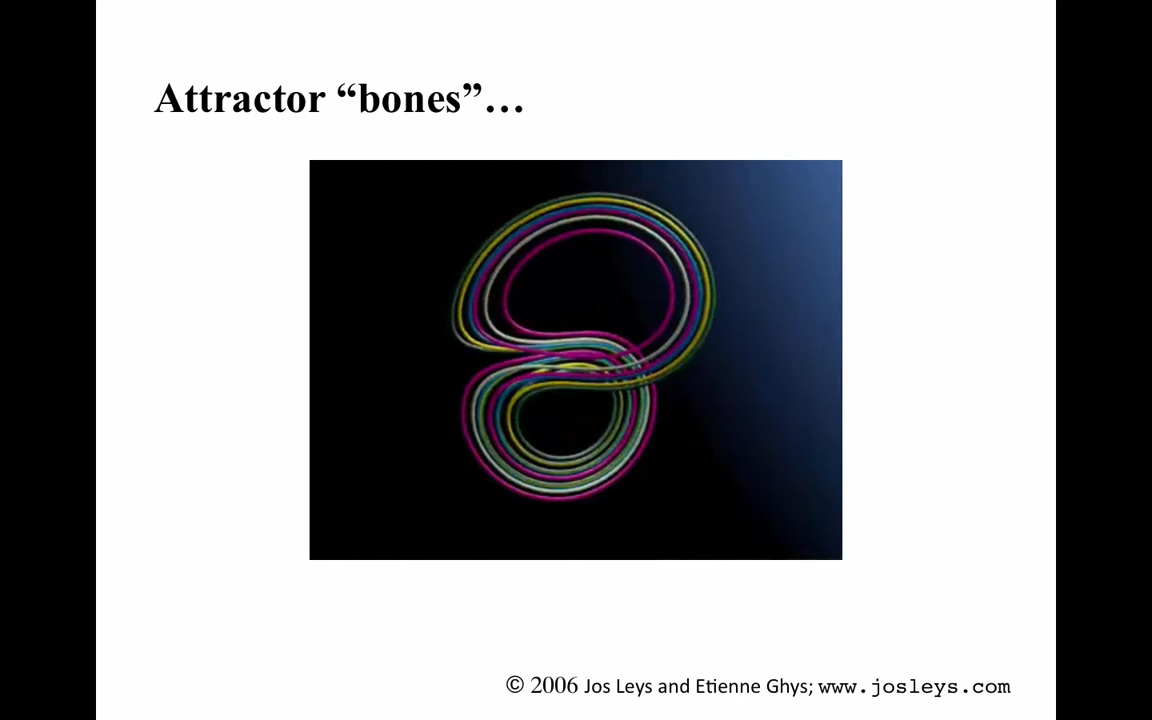 Attractor “bones”…
© 2006 Jos Leys and Etienne Ghys; www.josleys.com